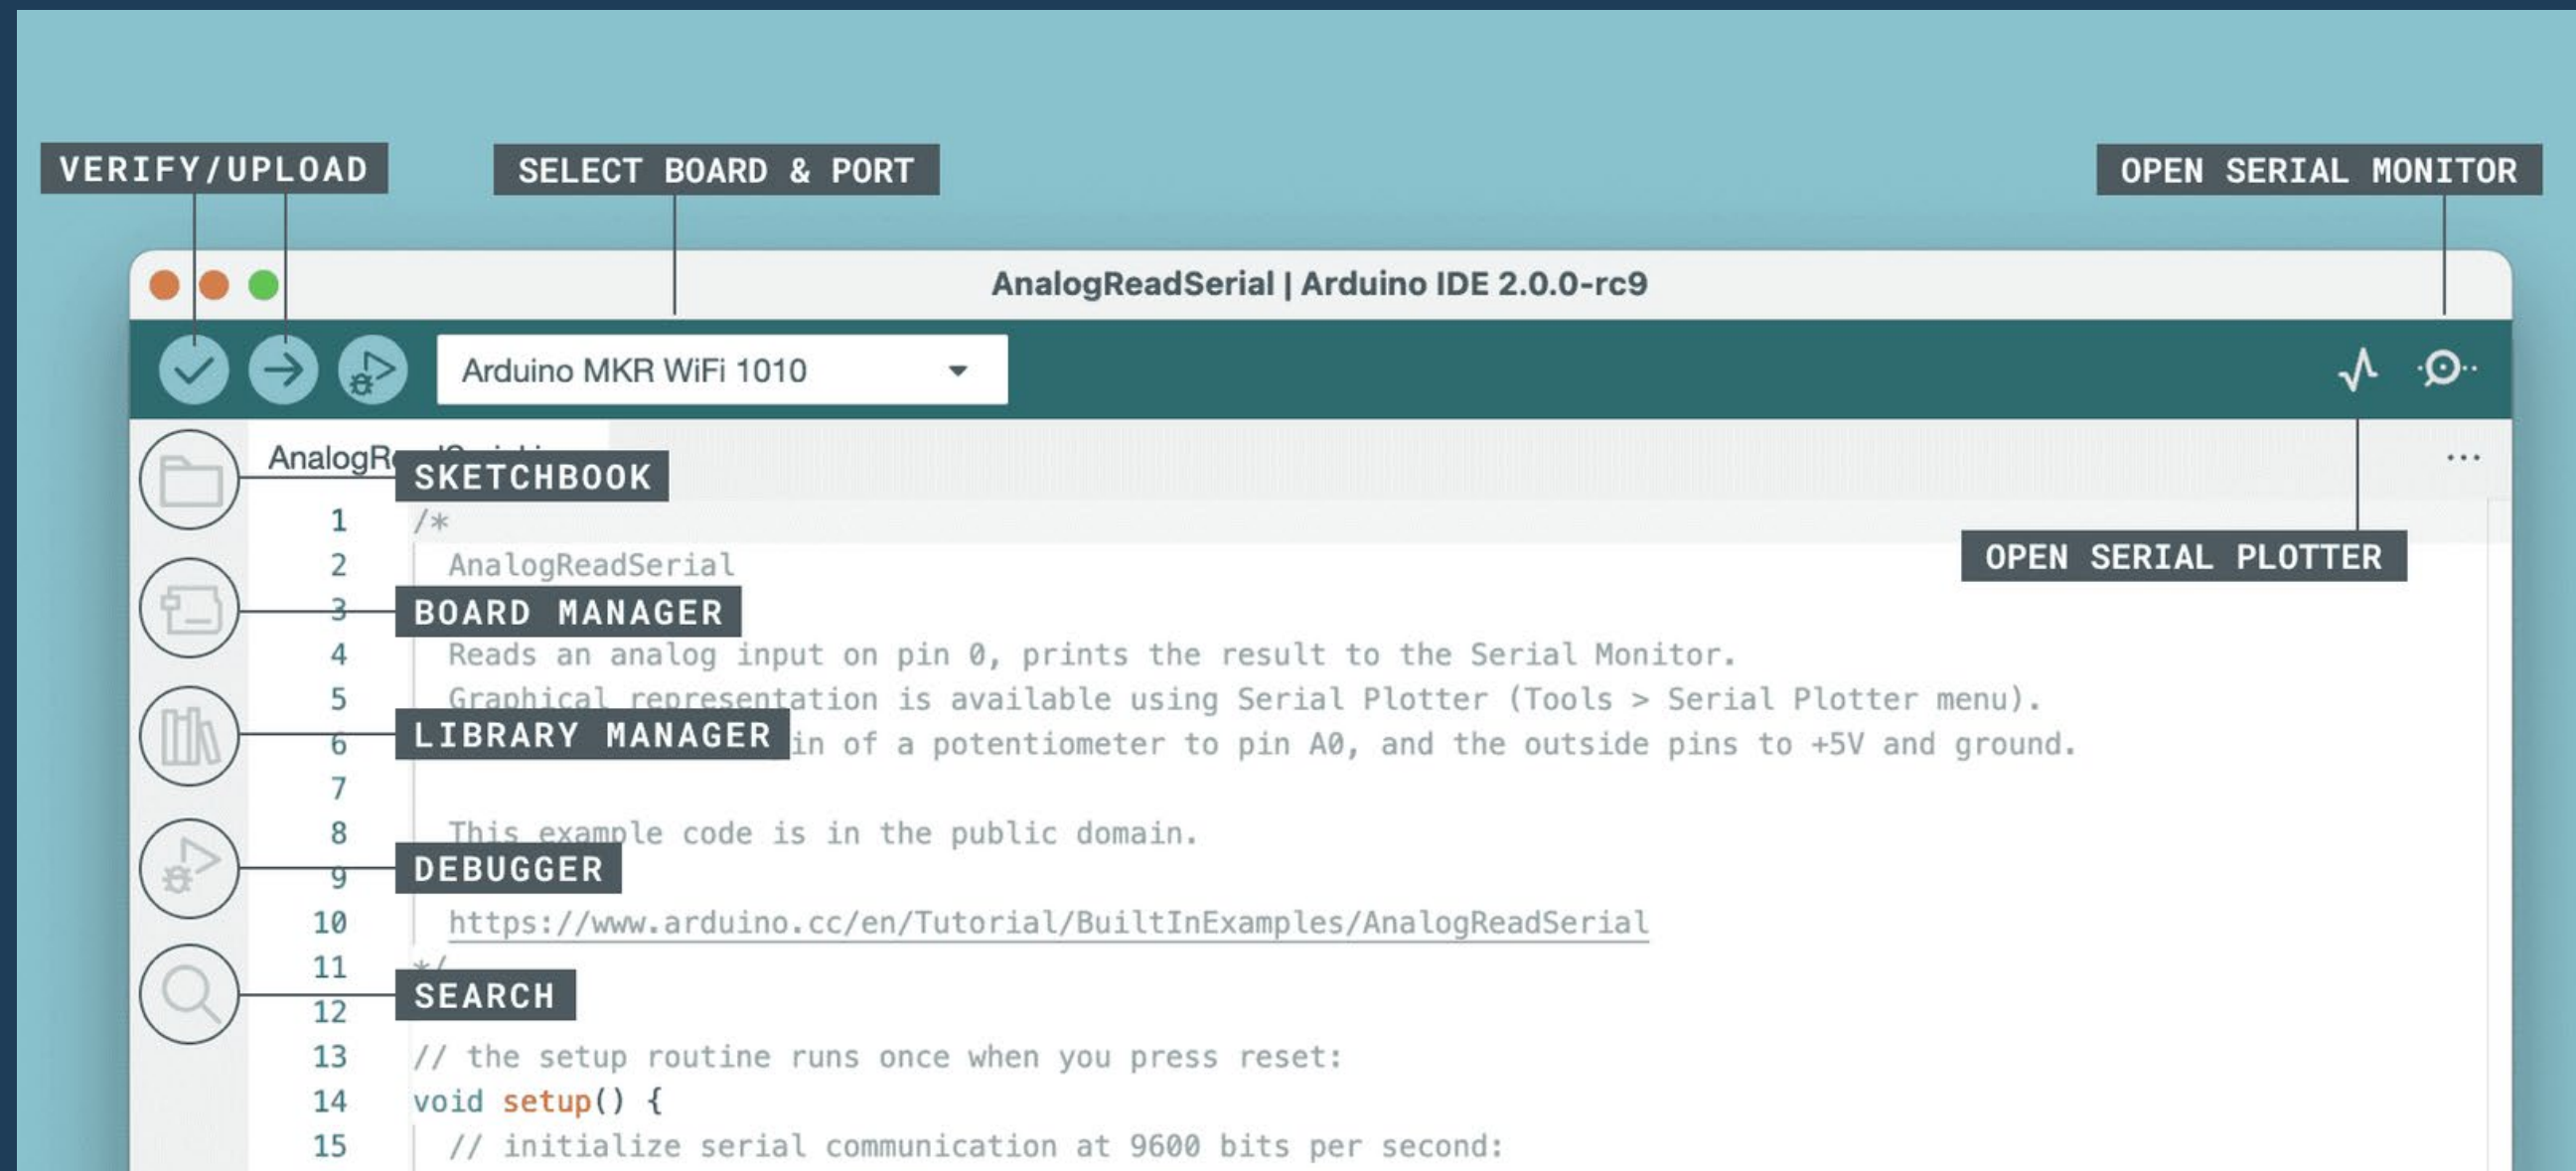 VERIFY/UPLOAD
SELECT BOARD & PORT
OPEN SERIAL MONITOR
AnalogReadSerial | Arduino IDE 2.0.0-rc9
Arduino MKR WiFi 1010
SKETCHBOOK
1 /*
2 AnalogReadSerial
OPEN SERIAL PLOTTER
3
BOARD MANAGER
4 Reads an analog input on pin 0, prints the result to the Serial Monitor.
5 Graphical representation is available using Serial Plotter (Tools > Serial Plotter menu).
LIBRARY MANAGER
6 of a potentiometer to pin A0, and the outside pins to +5V and ground.
7
8 This example code is in the public domain.
DEBUGGER
9
10 https://www.arduino.cc/en/Tutorial/BuiltInExamples/AnalogReadSerial
11 */
SEARCH
12
13 // the setup routine runs once when you press reset:
14 void setup() {
15 // initialize serial communication at 9600 bits per second: